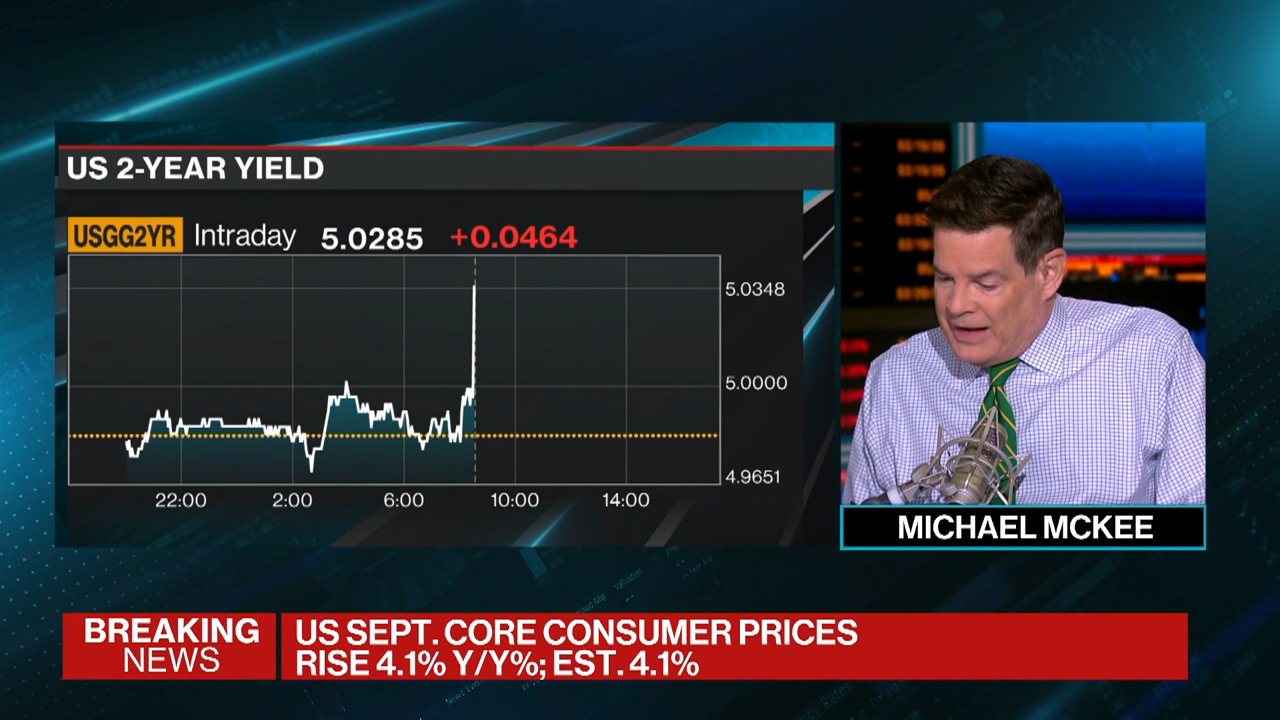 US 2-YEAR YIELD
USGG2YR Intraday 5.0285 +0.0464
5.0348
5.0000
4.9651
22:00 2:00 6:00 10:00 14:00
MICHAEL MCKEE
BREAKING
NEWS
US SEPT. CORE CONSUMER PRICES
RISE 4.1% Y/Y%; EST. 4.1%